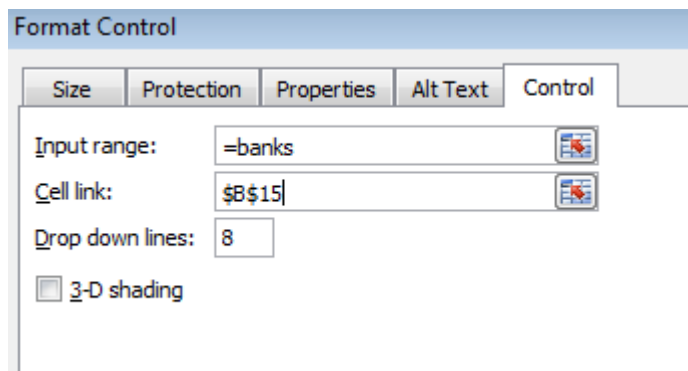 Format Control
Size Protection Properties Alt Text Control
Input range: =banks
Cell link: $B$15
Drop down lines: 8
3-D shading